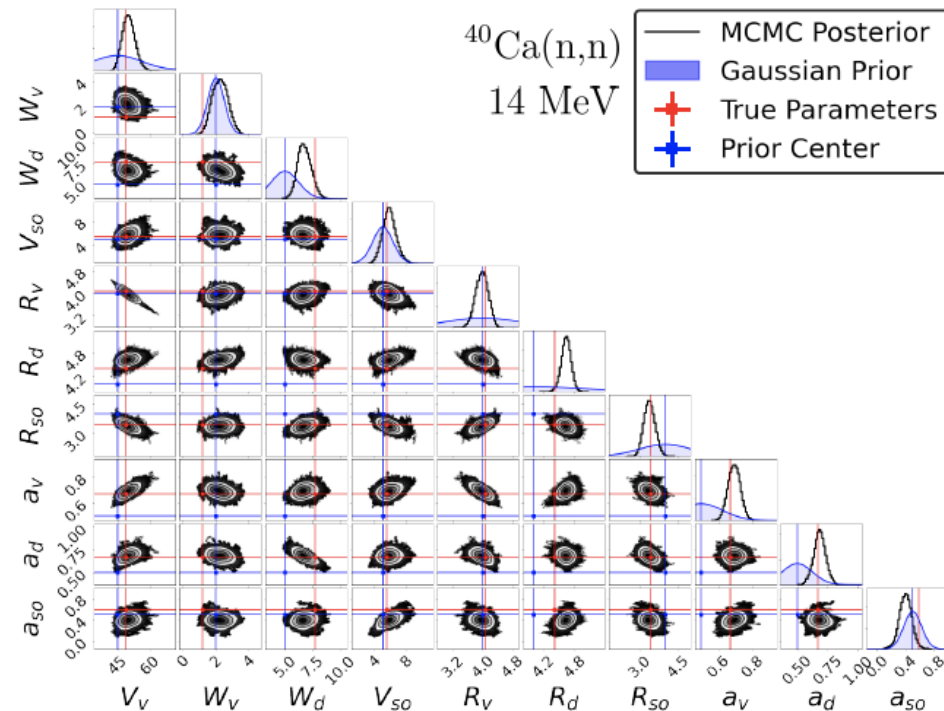 ⁴⁰Ca(n,n)
14 MeV
MCMC Posterior
Gaussian Prior
True Parameters
Prior Center
W_v
4
2
0
W_d
10.0
7.5
5.0
V_so
8
4
R_v
4.8
4.0
3.2
R_d
4.8
4.2
R_so
4.5
3.0
a_v
0.8
0.6
a_d
1.00
0.75
0.50
a_so
0.8
0.4
0.0
45 60 0 2 4 5.0 7.5 10.0 4 8 3.2 4.0 4.8 4.2 4.8 3.0 4.5 0.6 0.8 0.50 0.75 1.00 0.0 0.4 0.8
V_v W_v W_d V_so R_v R_d R_so a_v a_d a_so